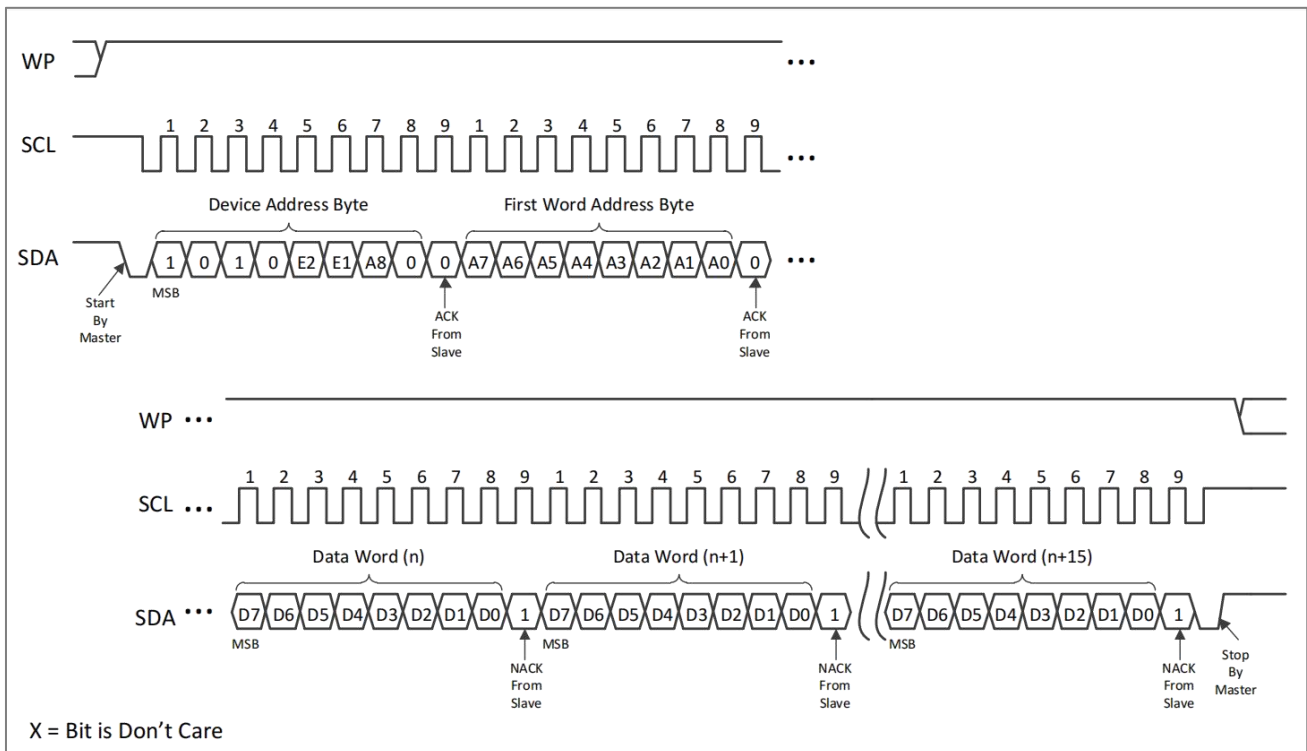 WP ...
1 2 3 4 5 6 7 8 9 1 2 3 4 5 6 7 8 9
SCL ...
Device Address Byte First Word Address Byte
SDA 1 0 1 0 E2 E1 A8 0 0 A7 A6 A5 A4 A3 A2 A1 A0 0 ...
MSB
Start By Master
ACK From Slave
ACK From Slave
WP ...
1 2 3 4 5 6 7 8 9 1 2 3 4 5 6 7 8 9 1 2 3 4 5 6 7 8 9
SCL ...
Data Word (n) Data Word (n+1) Data Word (n+15)
SDA ... D7 D6 D5 D4 D3 D2 D1 D0 1 D7 D6 D5 D4 D3 D2 D1 D0 1 D7 D6 D5 D4 D3 D2 D1 D0 1
MSB MSB MSB
NACK From Slave
NACK From Slave
NACK From Slave
Stop By Master
X = Bit is Don't Care